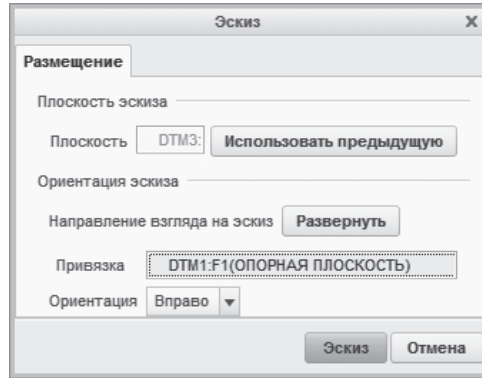 Эскиз X
Размещение
Плоскость эскиза
Плоскость DTM3: Использовать предыдущую
Ориентация эскиза
Направление взгляда на эскиз Развернуть
Привязка DTM1:F1(ОПОРНАЯ ПЛОСКОСТЬ)
Ориентация Вправо
Эскиз Отмена